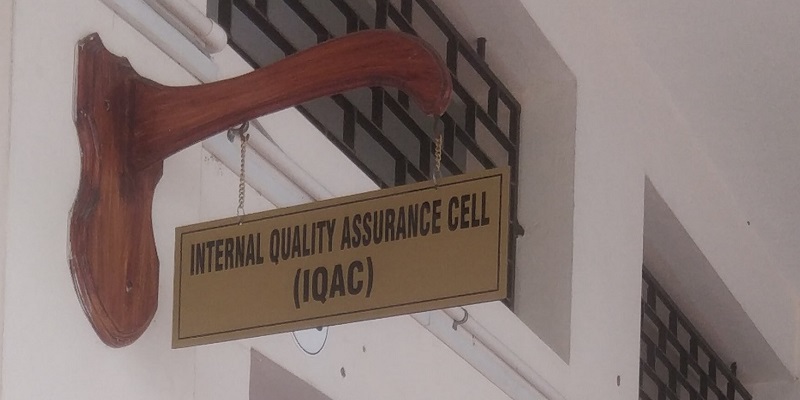 INTERNAL QUALITY ASSURANCE CELL
(IQAC)